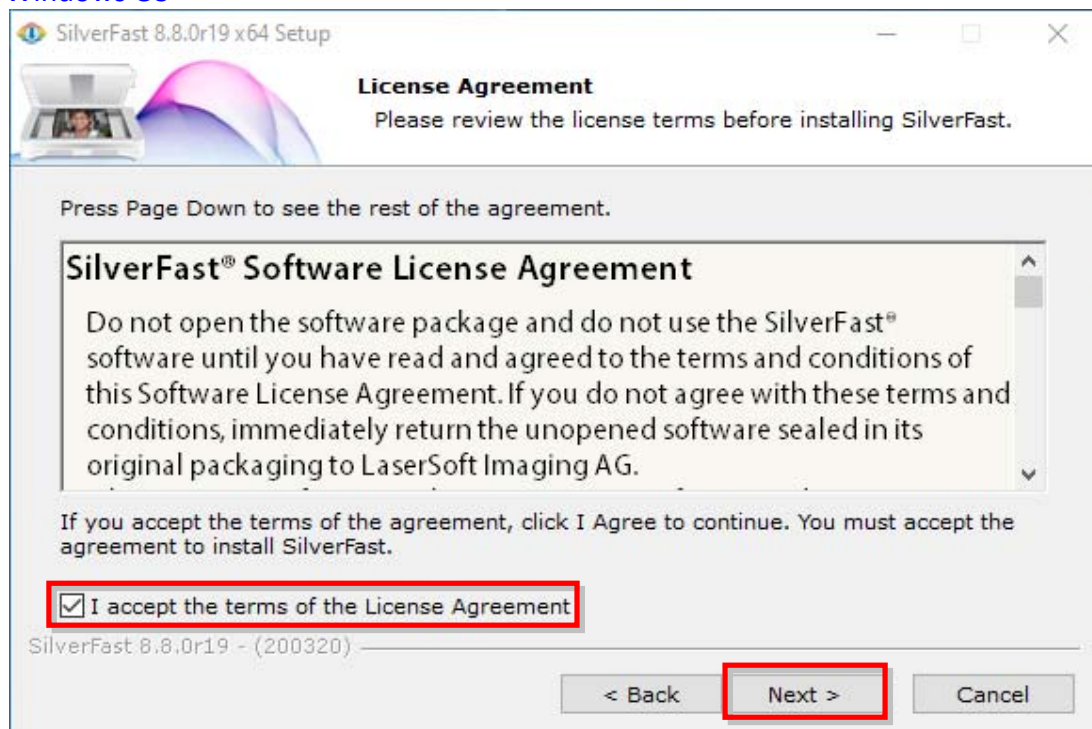 SilverFast 8.8.0r19 x64 Setup
License Agreement
Please review the license terms before installing SilverFast.
Press Page Down to see the rest of the agreement.
SilverFast® Software License Agreement
Do not open the software package and do not use the SilverFast®
software until you have read and agreed to the terms and conditions of
this Software License Agreement. If you do not agree with these terms and
conditions, immediately return the unopened software sealed in its
original packaging to LaserSoft Imaging AG.
If you accept the terms of the agreement, click I Agree to continue. You must accept the
agreement to install SilverFast.
I accept the terms of the License Agreement
SilverFast 8.8.0r19 - (200320)
< Back Next > Cancel